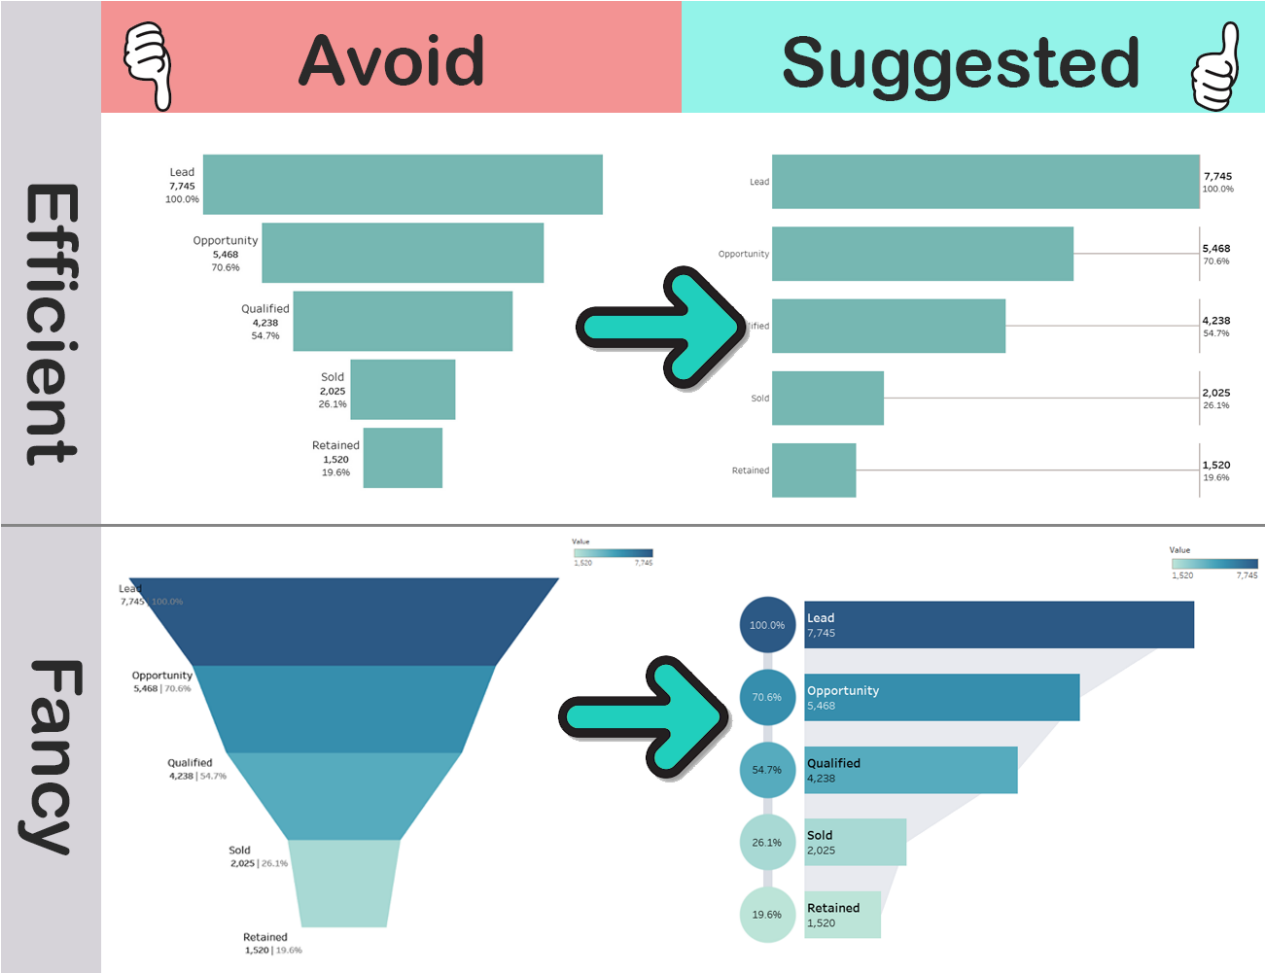 Avoid
Suggested
Efficient
Lead
7,745
100.0%
Opportunity
5,468
70.6%
Qualified
4,238
54.7%
Sold
2,025
26.1%
Retained
1,520
19.6%
Lead
7,745
100.0%
Opportunity
5,468
70.6%
ified
4,238
54.7%
Sold
2,025
26.1%
Retained
1,520
19.6%
Fancy
Value
1,520 7,745
Lead
7,745 | 100.0%
Opportunity
5,468 | 70.6%
Qualified
4,238 | 54.7%
Sold
2,025 | 26.1%
Retained
1,520 | 19.6%
Value
1,520 7,745
100.0%
Lead
7,745
70.6%
Opportunity
5,468
54.7%
Qualified
4,238
26.1%
Sold
2,025
19.6%
Retained
1,520